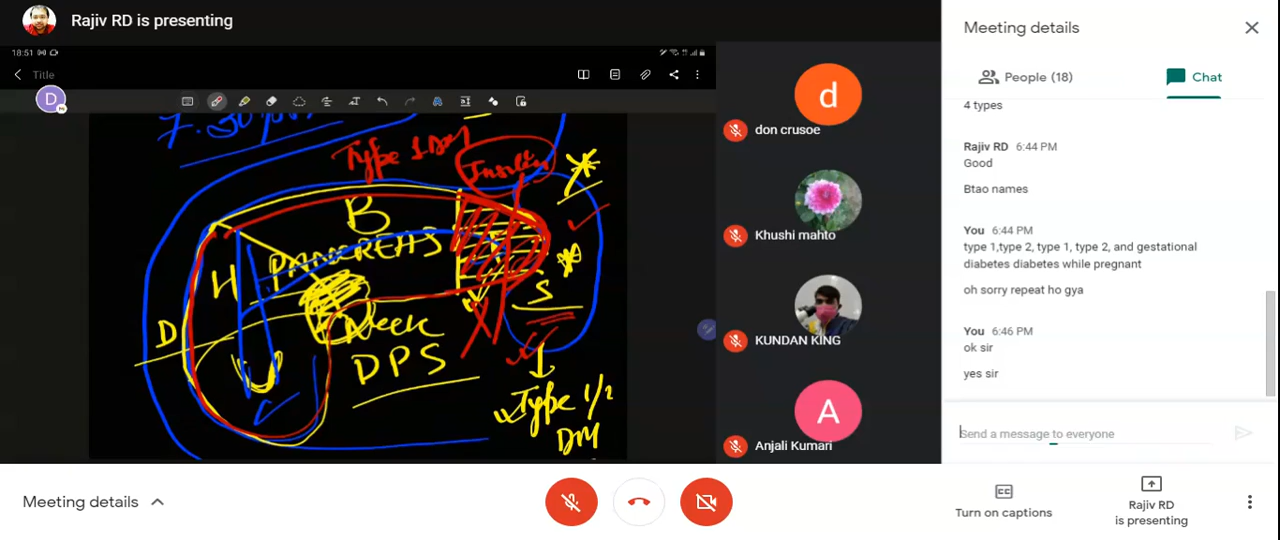 Rajiv RD is presenting
18:51
Title
D
Type 1 DM
Insulin
B
PANCREAS
H
D
Neck
DPS
S
Type 1/2
DM
d
don crusoe
Khushi mahto
KUNDAN KING
A
Anjali Kumari
Meeting details
People (18)
Chat
4 types
Rajiv RD 6:44 PM
Good
Btao names
You 6:44 PM
type 1,type 2, type 1, type 2, and gestational
diabetes diabetes while pregnant
oh sorry repeat ho gya
You 6:46 PM
ok sir
yes sir
Send a message to everyone
Meeting details
CC
Turn on captions
Rajiv RD
is presenting